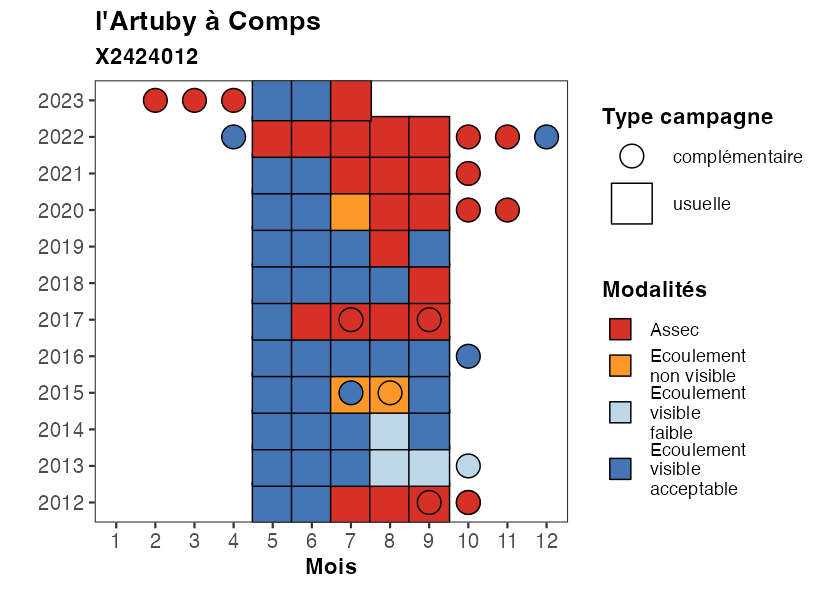 l'Artuby à Comps
X2424012
2023
2022
2021
2020
2019
2018
2017
2016
2015
2014
2013
2012
1 2 3 4 5 6 7 8 9 10 11 12
Mois
Type campagne
complémentaire
usuelle
Modalités
Assec
Ecoulement
non visible
Ecoulement
visible
faible
Ecoulement
visible
acceptable